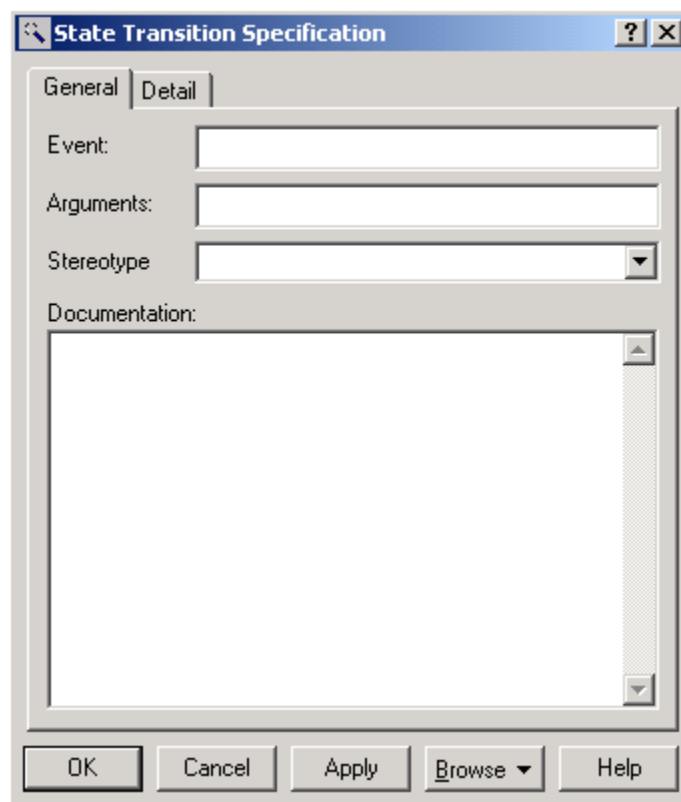 State Transition Specification
General Detail
Event:
Arguments:
Stereotype
Documentation:
OK Cancel Apply Browse Help